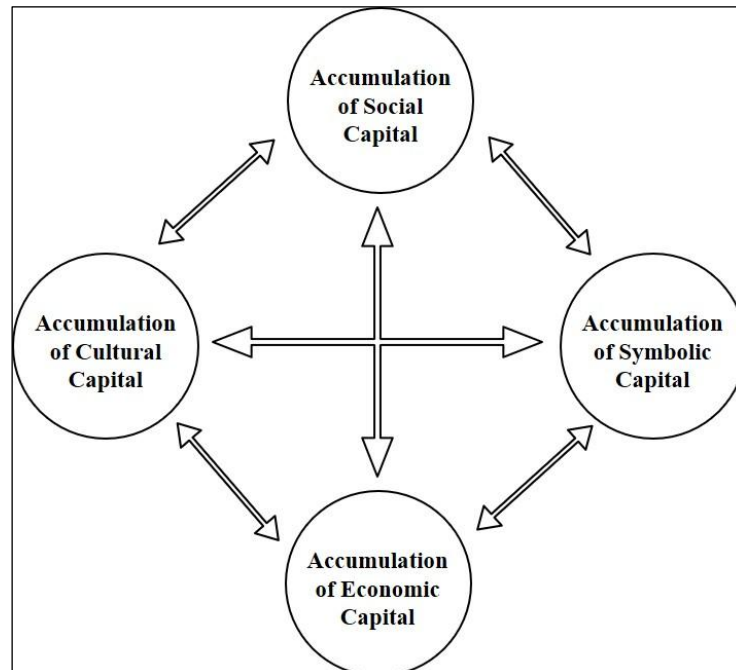 Accumulation
of Social
Capital
Accumulation
of Cultural
Capital
Accumulation
of Symbolic
Capital
Accumulation
of Economic
Capital